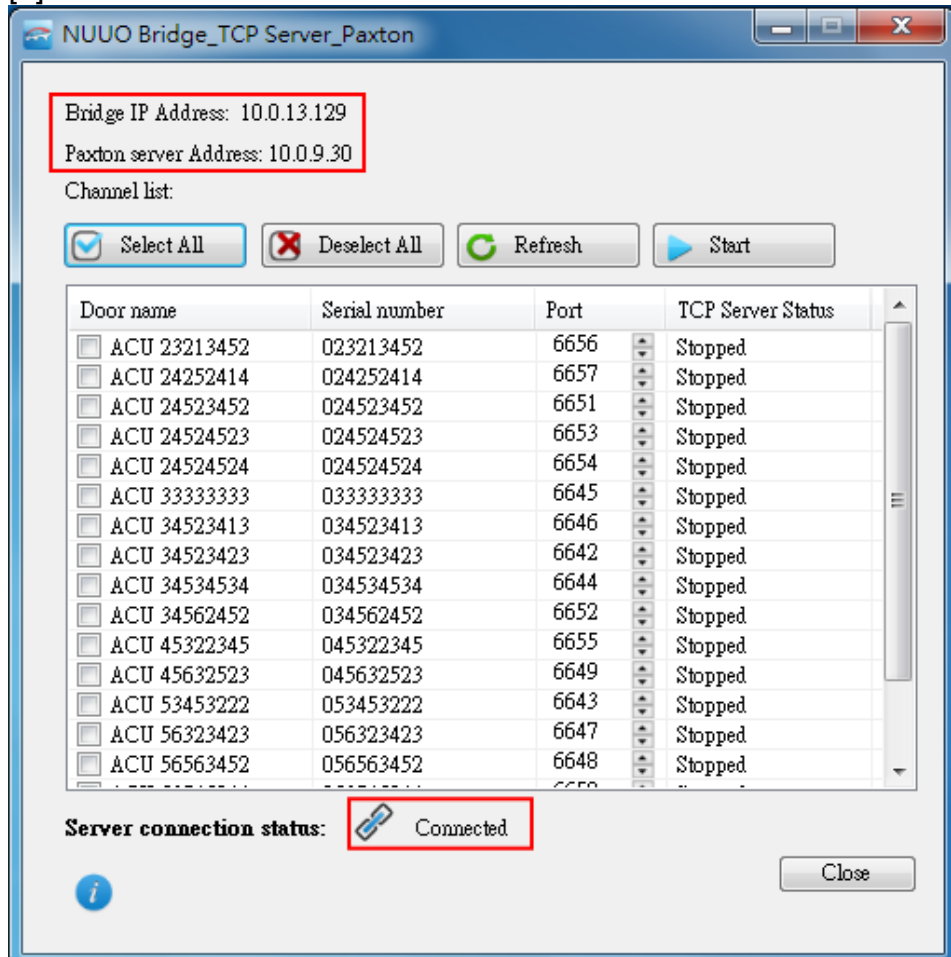 NUUO Bridge_TCP Server_Paxton
Bridge IP Address: 10.0.13.129
Paxton server Address: 10.0.9.30
Channel list:
Select All Deselect All Refresh Start
Door name Serial number Port TCP Server Status
ACU 23213452 023213452 6656 Stopped
ACU 24252414 024252414 6657 Stopped
ACU 24523452 024523452 6651 Stopped
ACU 24524523 024524523 6653 Stopped
ACU 24524524 024524524 6654 Stopped
ACU 33333333 033333333 6645 Stopped
ACU 34523413 034523413 6646 Stopped
ACU 34523423 034523423 6642 Stopped
ACU 34534534 034534534 6644 Stopped
ACU 34562452 034562452 6652 Stopped
ACU 45322345 045322345 6655 Stopped
ACU 45632523 045632523 6649 Stopped
ACU 53453222 053453222 6643 Stopped
ACU 56323423 056323423 6647 Stopped
ACU 56563452 056563452 6648 Stopped
Server connection status: Connected
Close